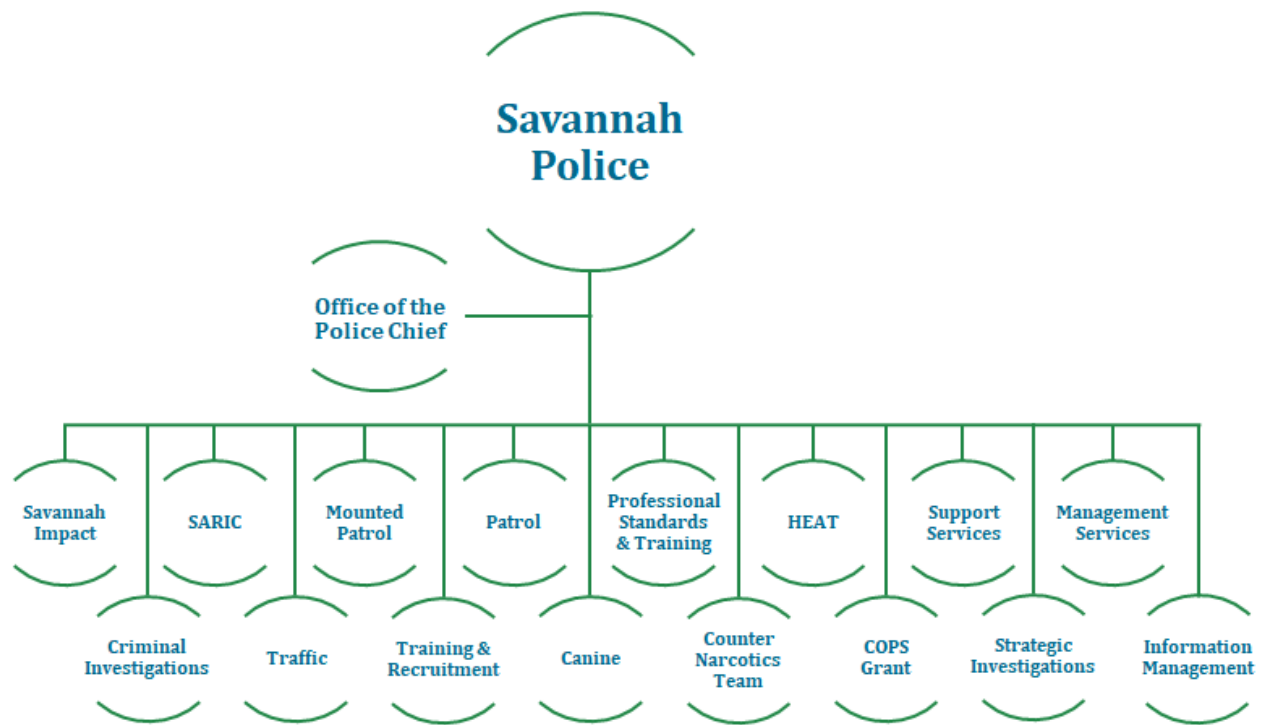 Savannah
Police
Office of the
Police Chief
Savannah
Impact
SARIC
Mounted
Patrol
Patrol
Professional
Standards
& Training
HEAT
Support
Services
Management
Services
Criminal
Investigations
Traffic
Training &
Recruitment
Canine
Counter
Narcotics
Team
COPS
Grant
Strategic
Investigations
Information
Management